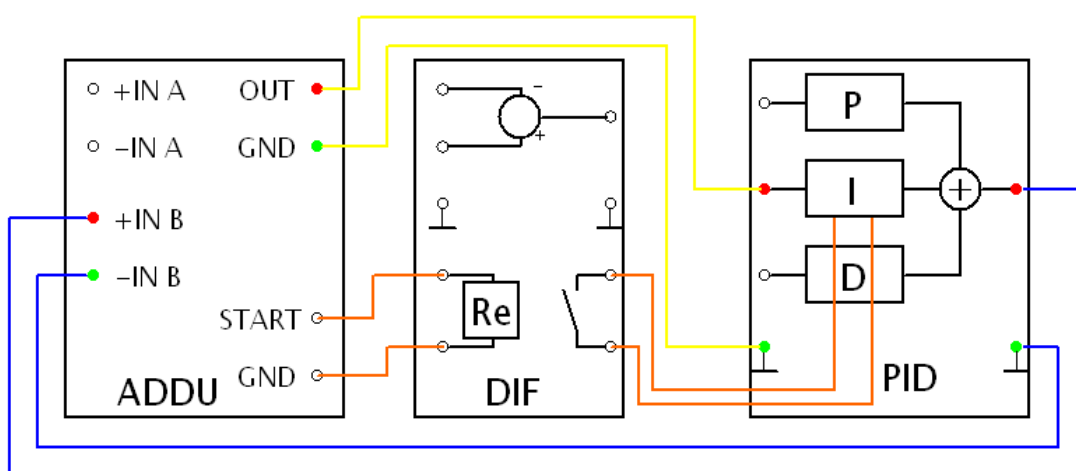 +IN A
OUT
−IN A
GND
+IN B
−IN B
START
GND
ADDU
−
+
Re
DIF
P
I
+
D
PID